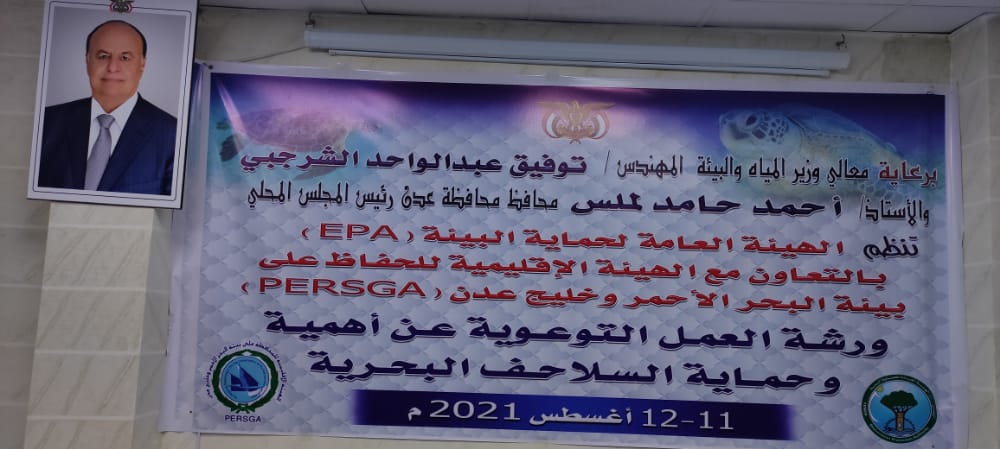 برعاية معالي وزير المياه والبيئة المهندس / توفيق عبدالواحد الشرجبي
والأستاذ/ أحمد حامد لملس محافظ محافظة عدن رئيس المجلس المحلي
تنظم الهيئة العامة لحماية البيئة ( EPA )
بالتعاون مع الهيئة الإقليمية للحفاظ على
بيئة البحر الأحمر وخليج عدن ( PERSGA )
ورشة العمل التوعوية عن أهمية
وحماية السلاحف البحرية
11-12 أغسطس 2021 م
PERSGA